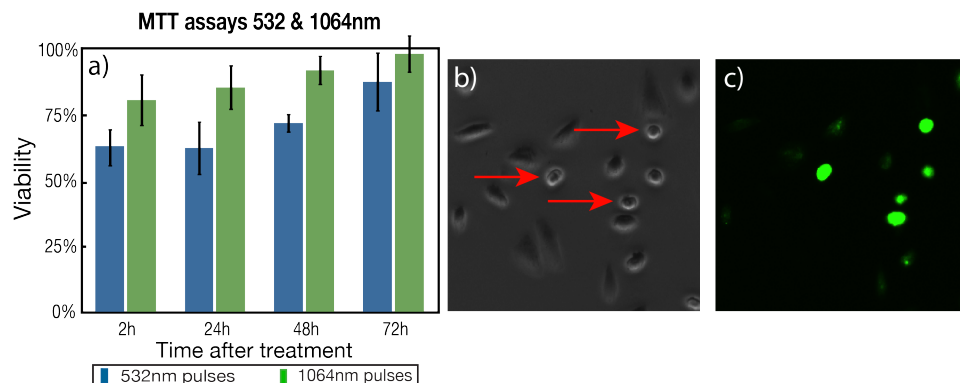 MTT assays 532 & 1064nm
100%
75%
50%
25%
0%
Viability
a)
2h
24h
48h
72h
Time after treatment
532nm pulses
1064nm pulses
b)
c)